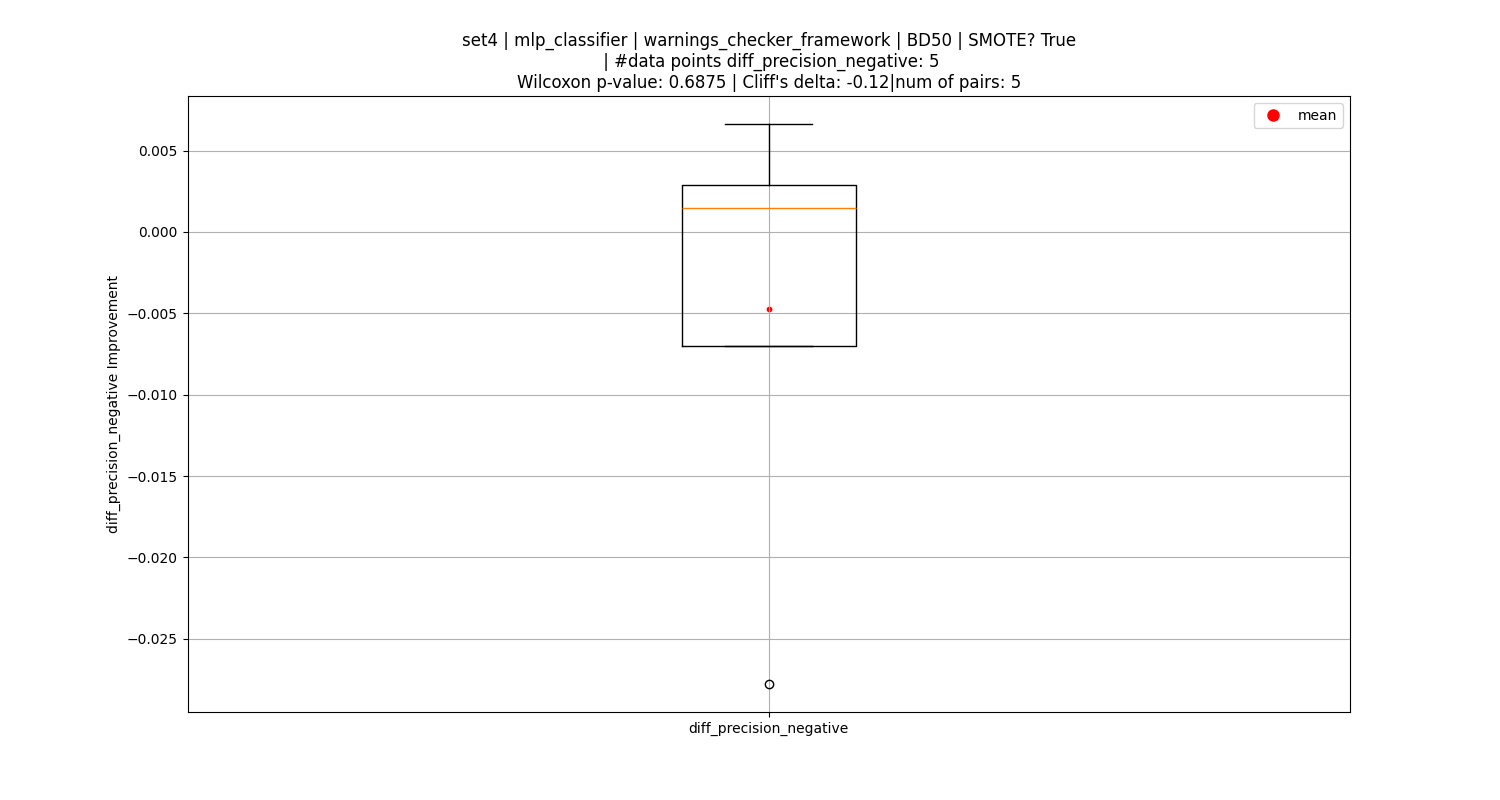 set4 | mlp_classifier | warnings_checker_framework | BD50 | SMOTE? True
| #data points diff_precision_negative: 5
Wilcoxon p-value: 0.6875 | Cliff's delta: -0.12|num of pairs: 5
mean
0.005
0.000
−0.005
−0.010
−0.015
−0.020
−0.025
diff_precision_negative Improvement
diff_precision_negative